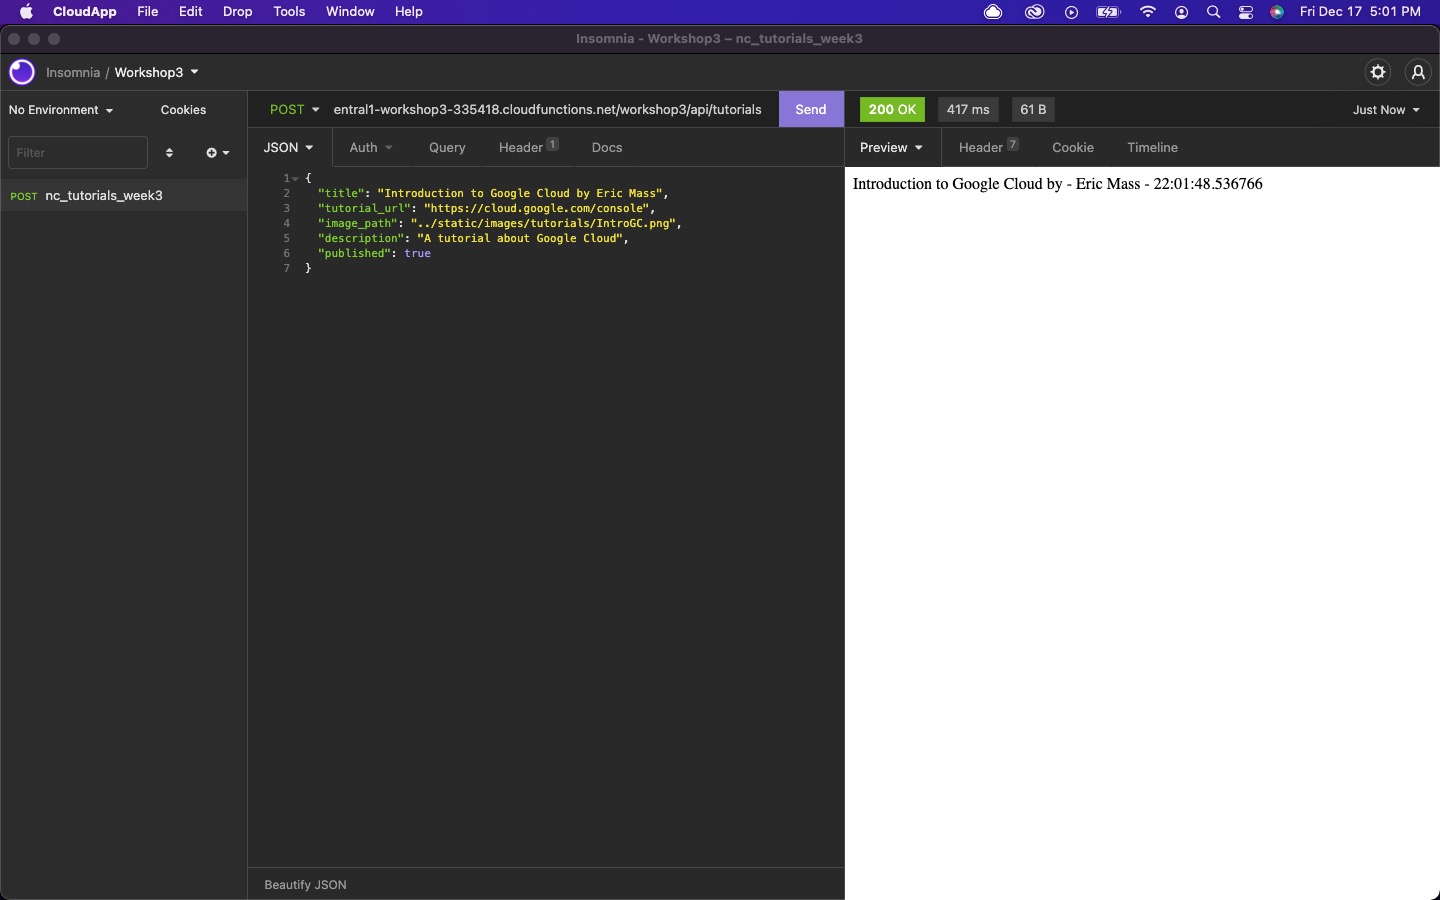 CloudApp File Edit Drop Tools Window Help Fri Dec 17 5:01 PM
Insomnia - Workshop3 – nc_tutorials_week3
Insomnia / Workshop3
No Environment Cookies
POST entral1-workshop3-335418.cloudfunctions.net/workshop3/api/tutorials Send
200 OK 417 ms 61 B Just Now
Filter
JSON Auth Query Header 1 Docs
Preview Header 7 Cookie Timeline
POST nc_tutorials_week3
1 {
2 "title": "Introduction to Google Cloud by Eric Mass",
3 "tutorial_url": "https://cloud.google.com/console",
4 "image_path": "../static/images/tutorials/IntroGC.png",
5 "description": "A tutorial about Google Cloud",
6 "published": true
7 }
Introduction to Google Cloud by - Eric Mass - 22:01:48.536766
Beautify JSON